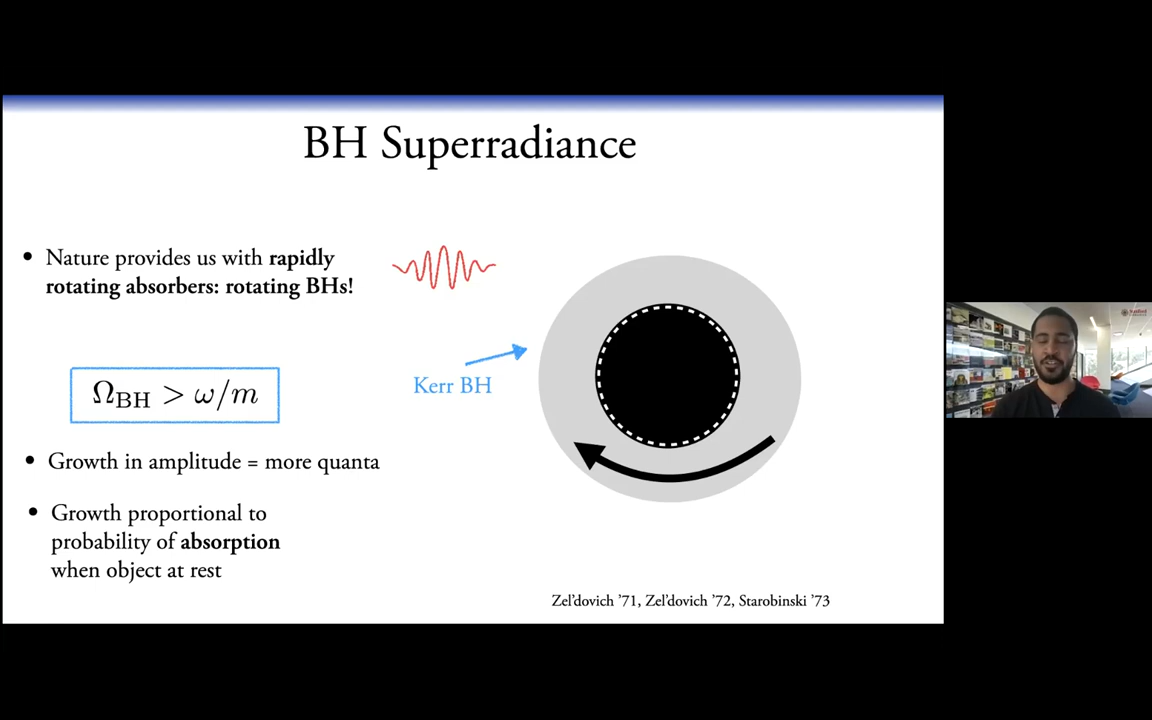 BH Superradiance
• Nature provides us with rapidly
rotating absorbers: rotating BHs!
Kerr BH
Ω_BH > ω/m
• Growth in amplitude = more quanta
• Growth proportional to
probability of absorption
when object at rest
Zel’dovich ’71, Zel’dovich ’72, Starobinski ’73